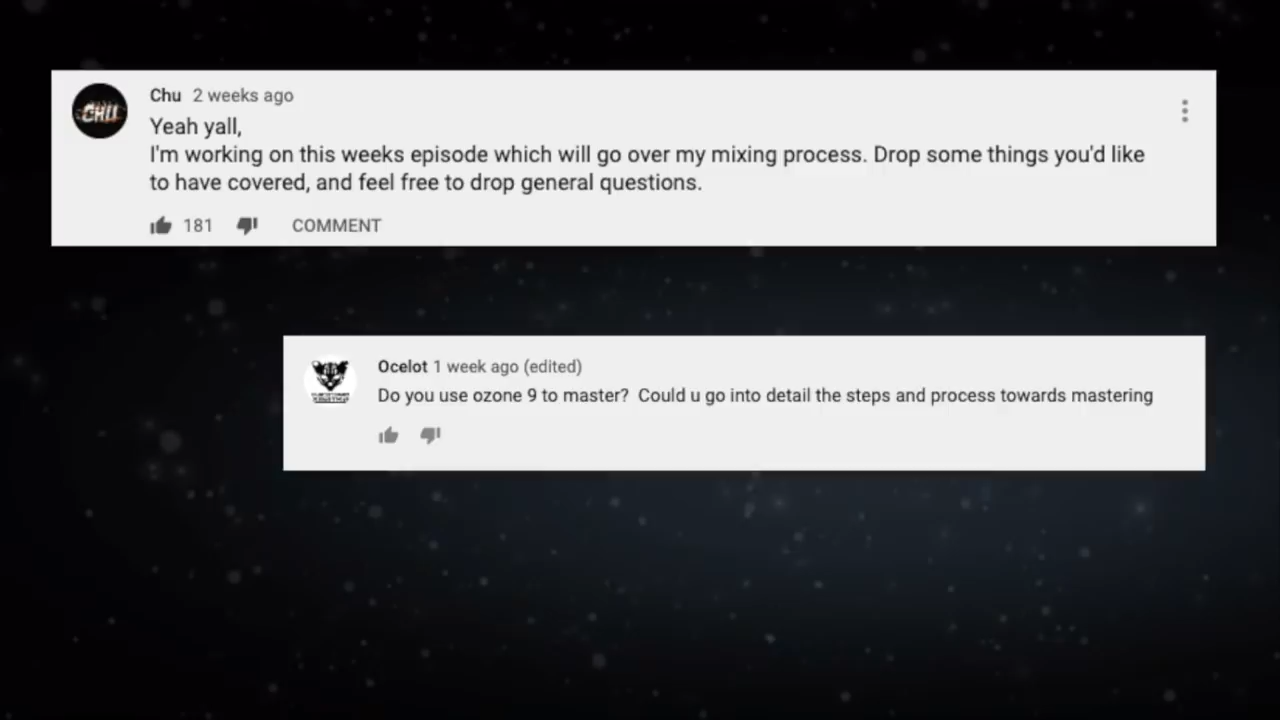 CHU
Chu 2 weeks ago
Yeah yall,
I'm working on this weeks episode which will go over my mixing process. Drop some things you'd like
to have covered, and feel free to drop general questions.
181 COMMENT
Ocelot 1 week ago (edited)
Do you use ozone 9 to master?  Could u go into detail the steps and process towards mastering